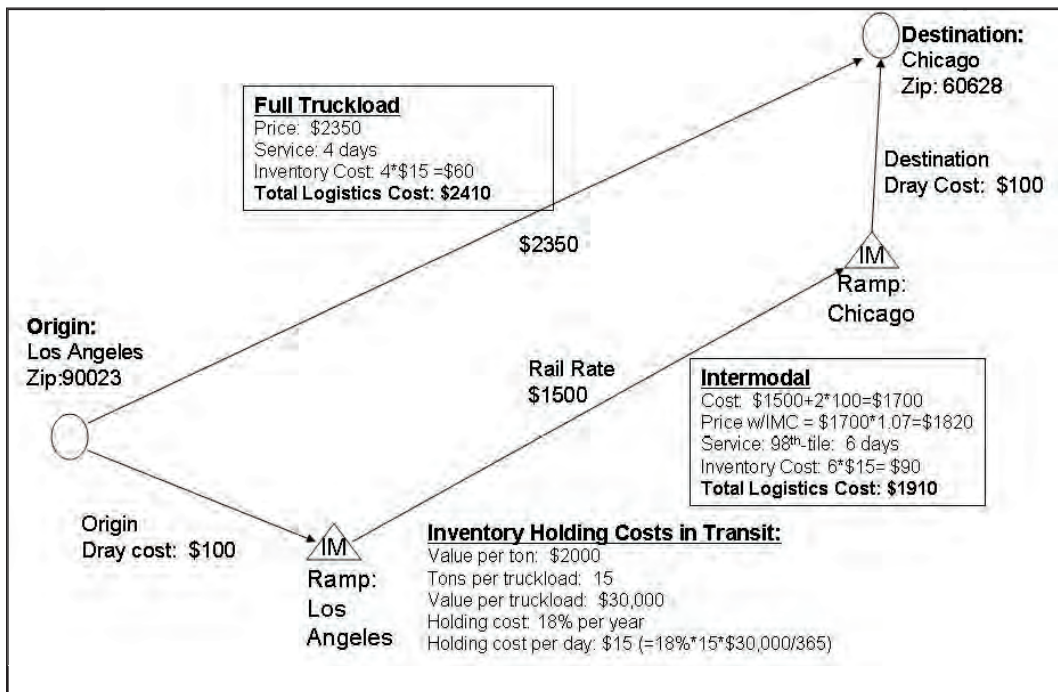 Destination:
Chicago
Zip: 60628
Full Truckload
Price: $2350
Service: 4 days
Inventory Cost: 4*$15 =$60
Total Logistics Cost: $2410
Destination
Dray Cost: $100
$2350
IM
Ramp:
Chicago
Origin:
Los Angeles
Zip:90023
Rail Rate
$1500
Intermodal
Cost: $1500+2*100=$1700
Price w/IMC = $1700*1.07=$1820
Service: 98th-tile: 6 days
Inventory Cost: 6*$15= $90
Total Logistics Cost: $1910
Origin
Dray cost: $100
IM
Ramp:
Los
Angeles
Inventory Holding Costs in Transit:
Value per ton: $2000
Tons per truckload: 15
Value per truckload: $30,000
Holding cost: 18% per year
Holding cost per day: $15 (=18%*15*$30,000/365)